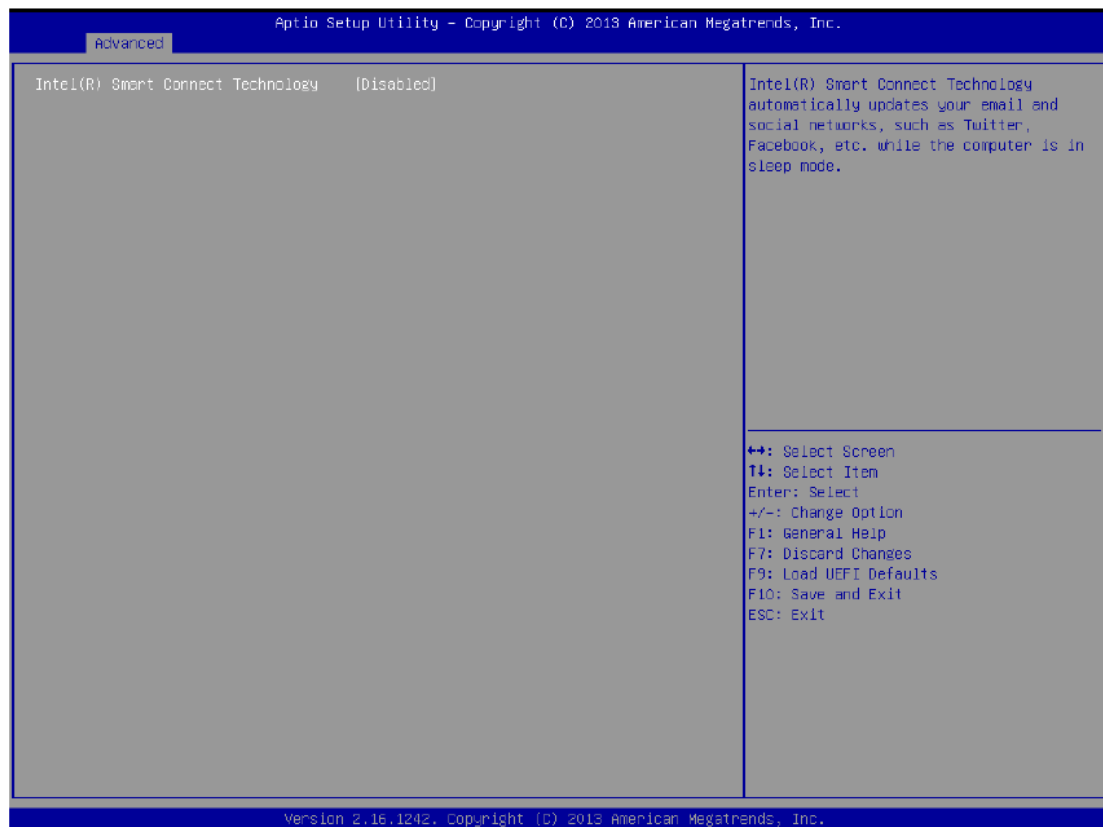 Aptio Setup Utility – Copyright (C) 2013 American Megatrends, Inc.
Advanced
Intel(R) Smart Connect Technology [Disabled]
Intel(R) Smart Connect Technology
automatically updates your email and
social networks, such as Twitter,
Facebook, etc. while the computer is in
sleep mode.
↔: Select Screen
↑↓: Select Item
Enter: Select
+/-: Change Option
F1: General Help
F7: Discard Changes
F9: Load UEFI Defaults
F10: Save and Exit
ESC: Exit
Version 2.16.1242. Copyright (C) 2013 American Megatrends, Inc.